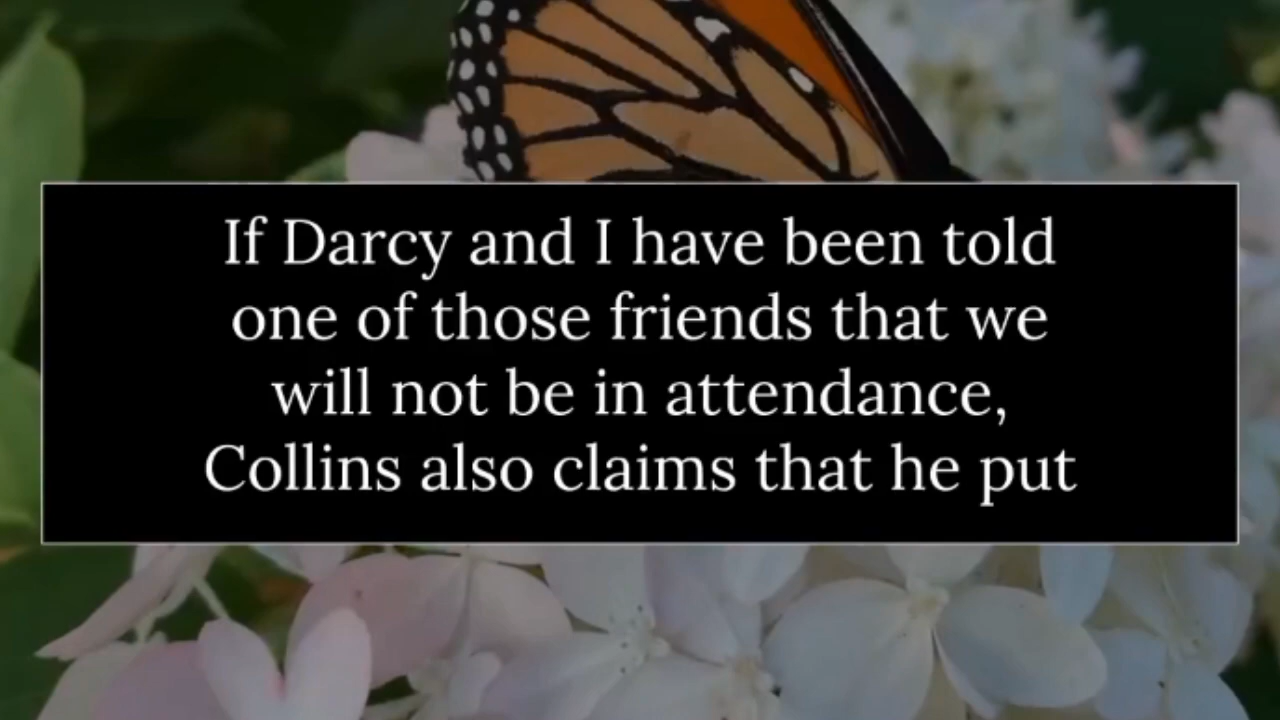 If Darcy and I have been told
one of those friends that we
will not be in attendance,
Collins also claims that he put